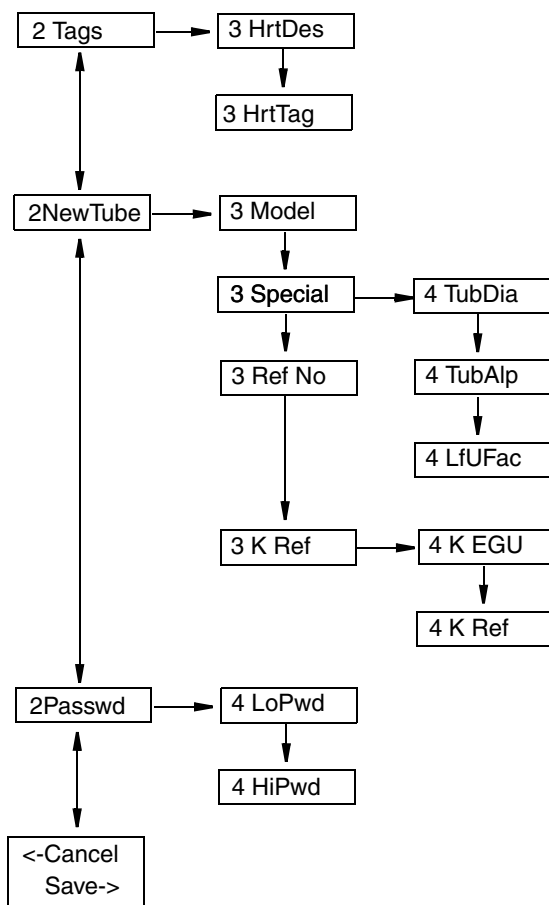 2 Tags
3 HrtDes
3 HrtTag
2NewTube
3 Model
3 Special
4 TubDia
3 Ref No
4 TubAlp
4 LfUFac
3 K Ref
4 K EGU
4 K Ref
2Passwd
4 LoPwd
4 HiPwd
<-Cancel
Save->